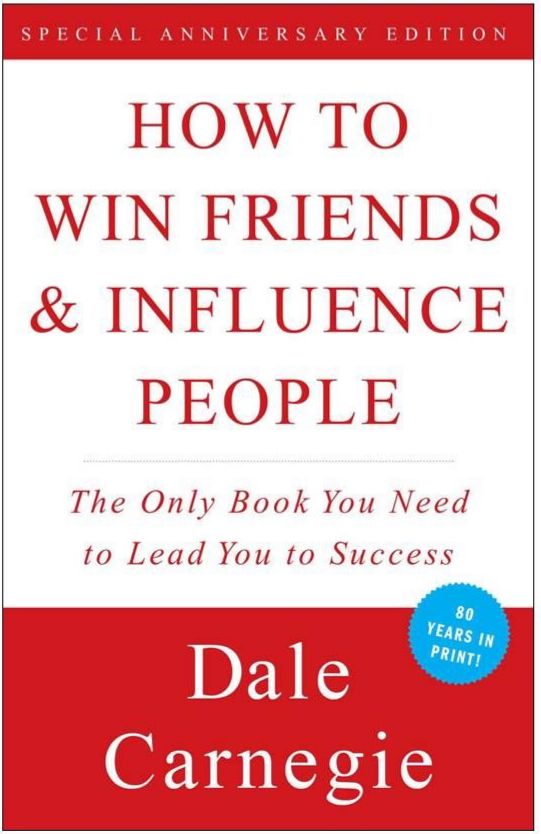 SPECIAL ANNIVERSARY EDITION
HOW TO
WIN FRIENDS
& INFLUENCE
PEOPLE
The Only Book You Need
to Lead You to Success
80
YEARS IN
PRINT!
Dale
Carnegie